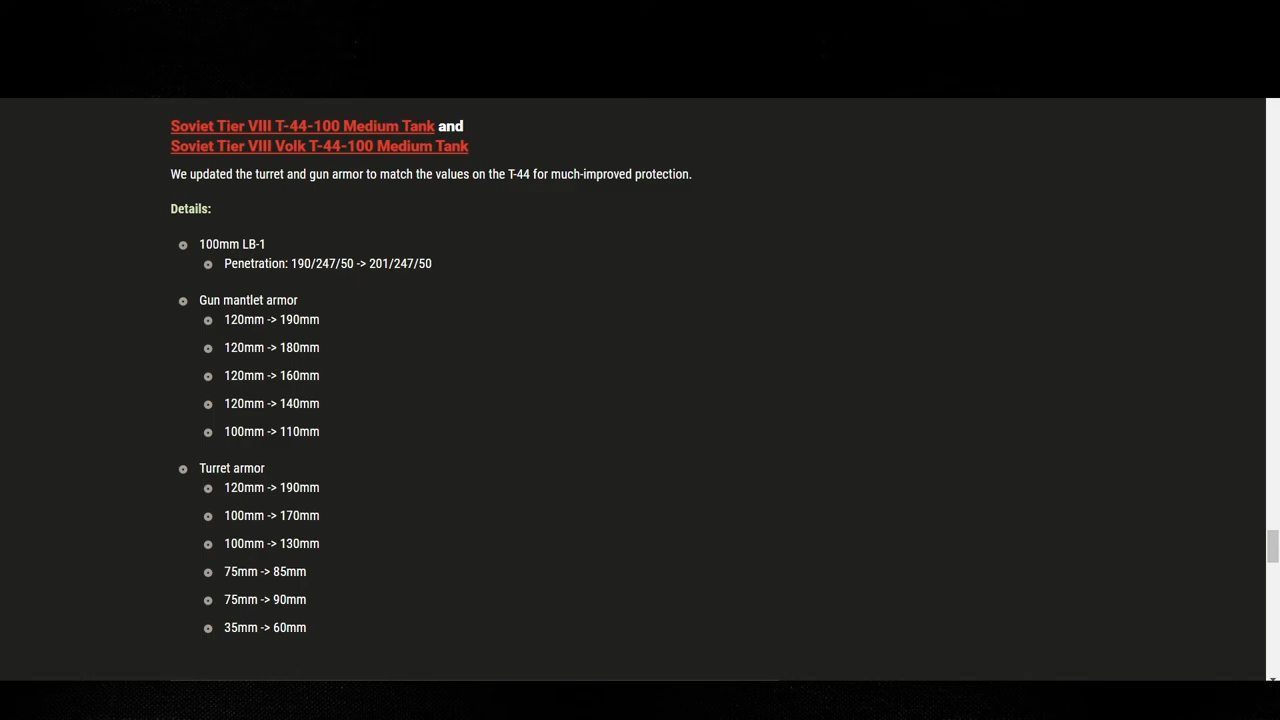 Soviet Tier VIII T-44-100 Medium Tank and
Soviet Tier VIII Volk T-44-100 Medium Tank
We updated the turret and gun armor to match the values on the T-44 for much-improved protection.
Details:
100mm LB-1
Penetration: 190/247/50 -> 201/247/50
Gun mantlet armor
120mm -> 190mm
120mm -> 180mm
120mm -> 160mm
120mm -> 140mm
100mm -> 110mm
Turret armor
120mm -> 190mm
100mm -> 170mm
100mm -> 130mm
75mm -> 85mm
75mm -> 90mm
35mm -> 60mm